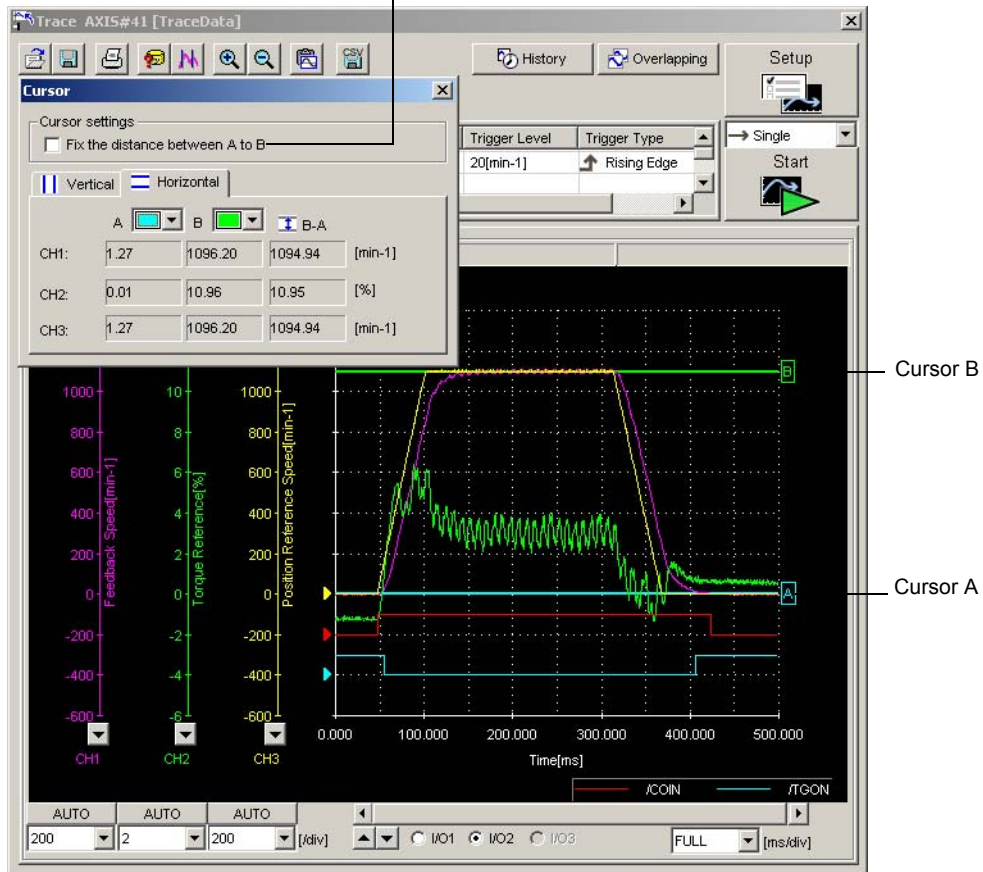 Trace AXIS#41 [TraceData]
CSV
History
Overlapping
Setup
Cursor
Cursor settings
Fix the distance between A to B
Trigger Level
Trigger Type
20[min-1]
Rising Edge
Single
Start
Vertical
Horizontal
A
B
B-A
CH1: 1.27 1096.20 1094.94 [min-1]
CH2: 0.01 10.96 10.95 [%]
CH3: 1.27 1096.20 1094.94 [min-1]
B
Cursor B
A
Cursor A
1000 10 1000
800 8 800
600 6 600
400 4 400
200 2 200
0 0 0
-200 -2 -200
-400 -4 -400
-600 -6 -600
Feedback Speed[min-1]
Torque Reference[%]
Position Reference Speed[min-1]
CH1 CH2 CH3
0.000 100.000 200.000 300.000 400.000 500.000
Time[ms]
/COIN /TGON
AUTO AUTO AUTO
200 2 200 [/div]
I/O1 I/O2 I/O3
FULL [ms/div]